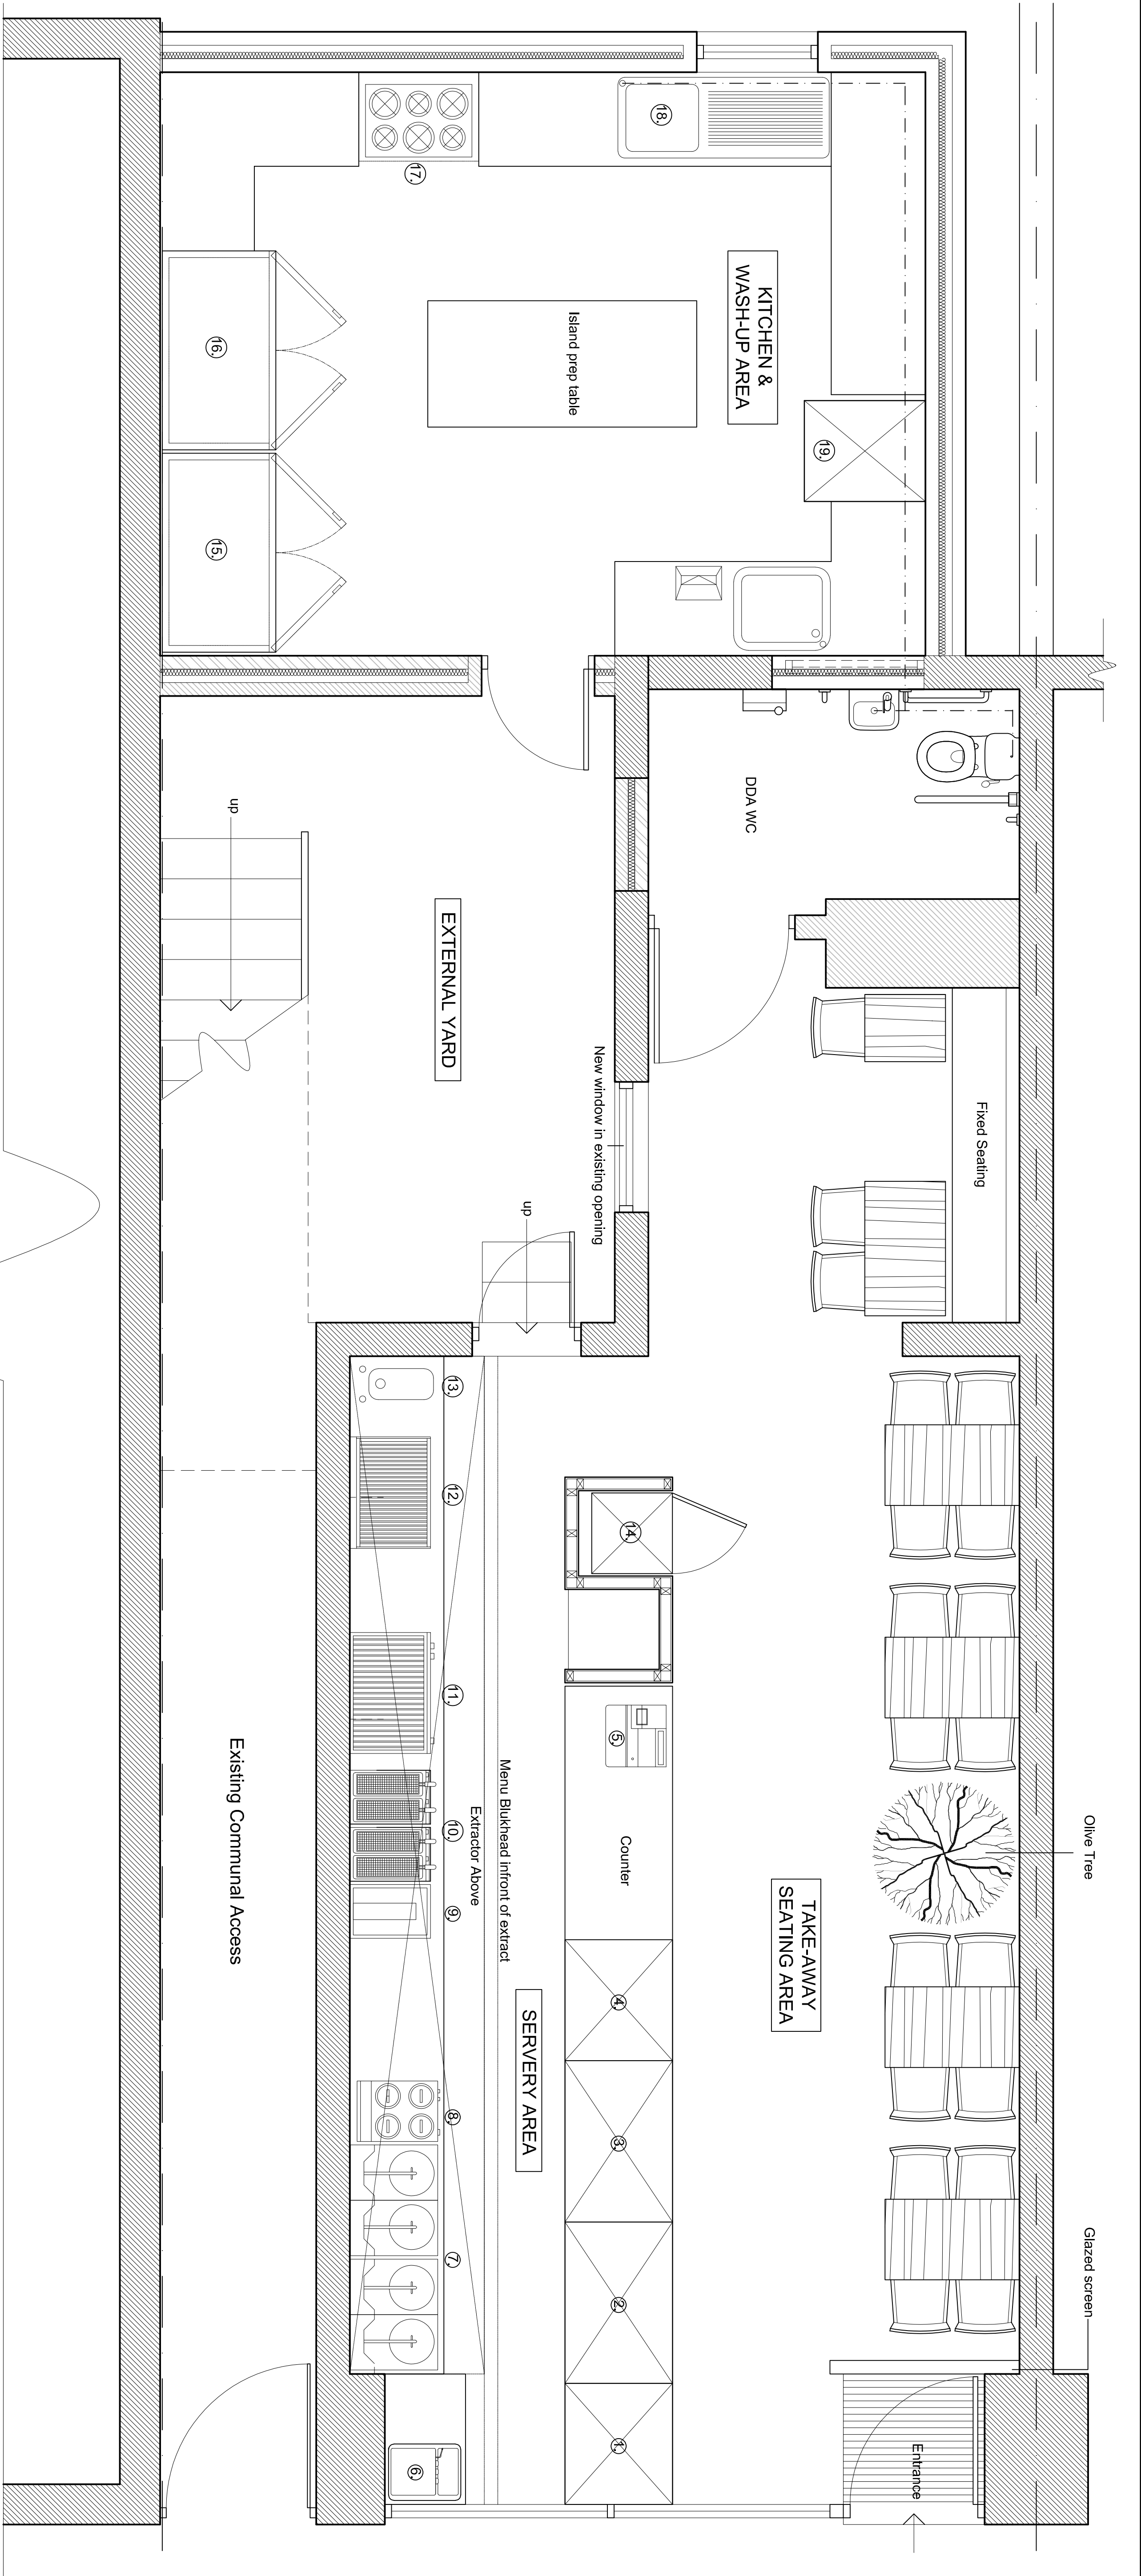 Olive Tree
Glazed screen
Entrance
Fixed Seating
TAKE-AWAY
SEATING AREA
DDA WC
KITCHEN &
WASH-UP AREA
18.
19.
17.
Island prep table
16.
15.
New window in existing opening
up
EXTERNAL YARD
up
14.
5.
Counter
4.
3.
2.
1.
SERVERY AREA
Menu Blukhead infront of extract
Extractor Above
13.
12.
11.
10.
9.
8.
7.
6.
Existing Communal Access